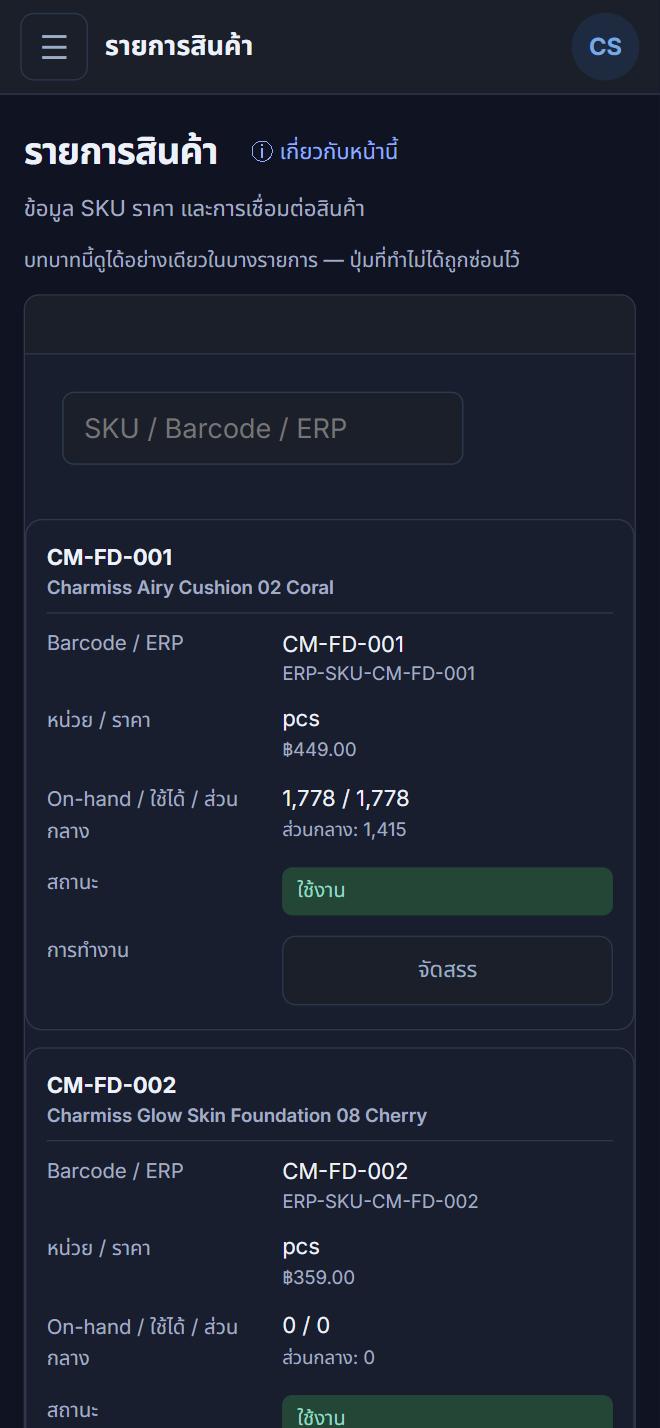 ☰ รายการสินค้า CS
รายการสินค้า ⓘ เกี่ยวกับหน้านี้
ข้อมูล SKU ราคา และการเชื่อมต่อสินค้า
บทบาทนี้ดูได้อย่างเดียวในบางรายการ — ปุ่มที่ทำไม่ได้ถูกซ่อนไว้
SKU / Barcode / ERP
CM-FD-001
Charmiss Airy Cushion 02 Coral
Barcode / ERP CM-FD-001
ERP-SKU-CM-FD-001
หน่วย / ราคา pcs
฿449.00
On-hand / ใช้ได้ / ส่วน 1,778 / 1,778
กลาง ส่วนกลาง: 1,415
สถานะ ใช้งาน
การทำงาน จัดสรร
CM-FD-002
Charmiss Glow Skin Foundation 08 Cherry
Barcode / ERP CM-FD-002
ERP-SKU-CM-FD-002
หน่วย / ราคา pcs
฿359.00
On-hand / ใช้ได้ / ส่วน 0 / 0
กลาง ส่วนกลาง: 0
สถานะ ใช้งาน